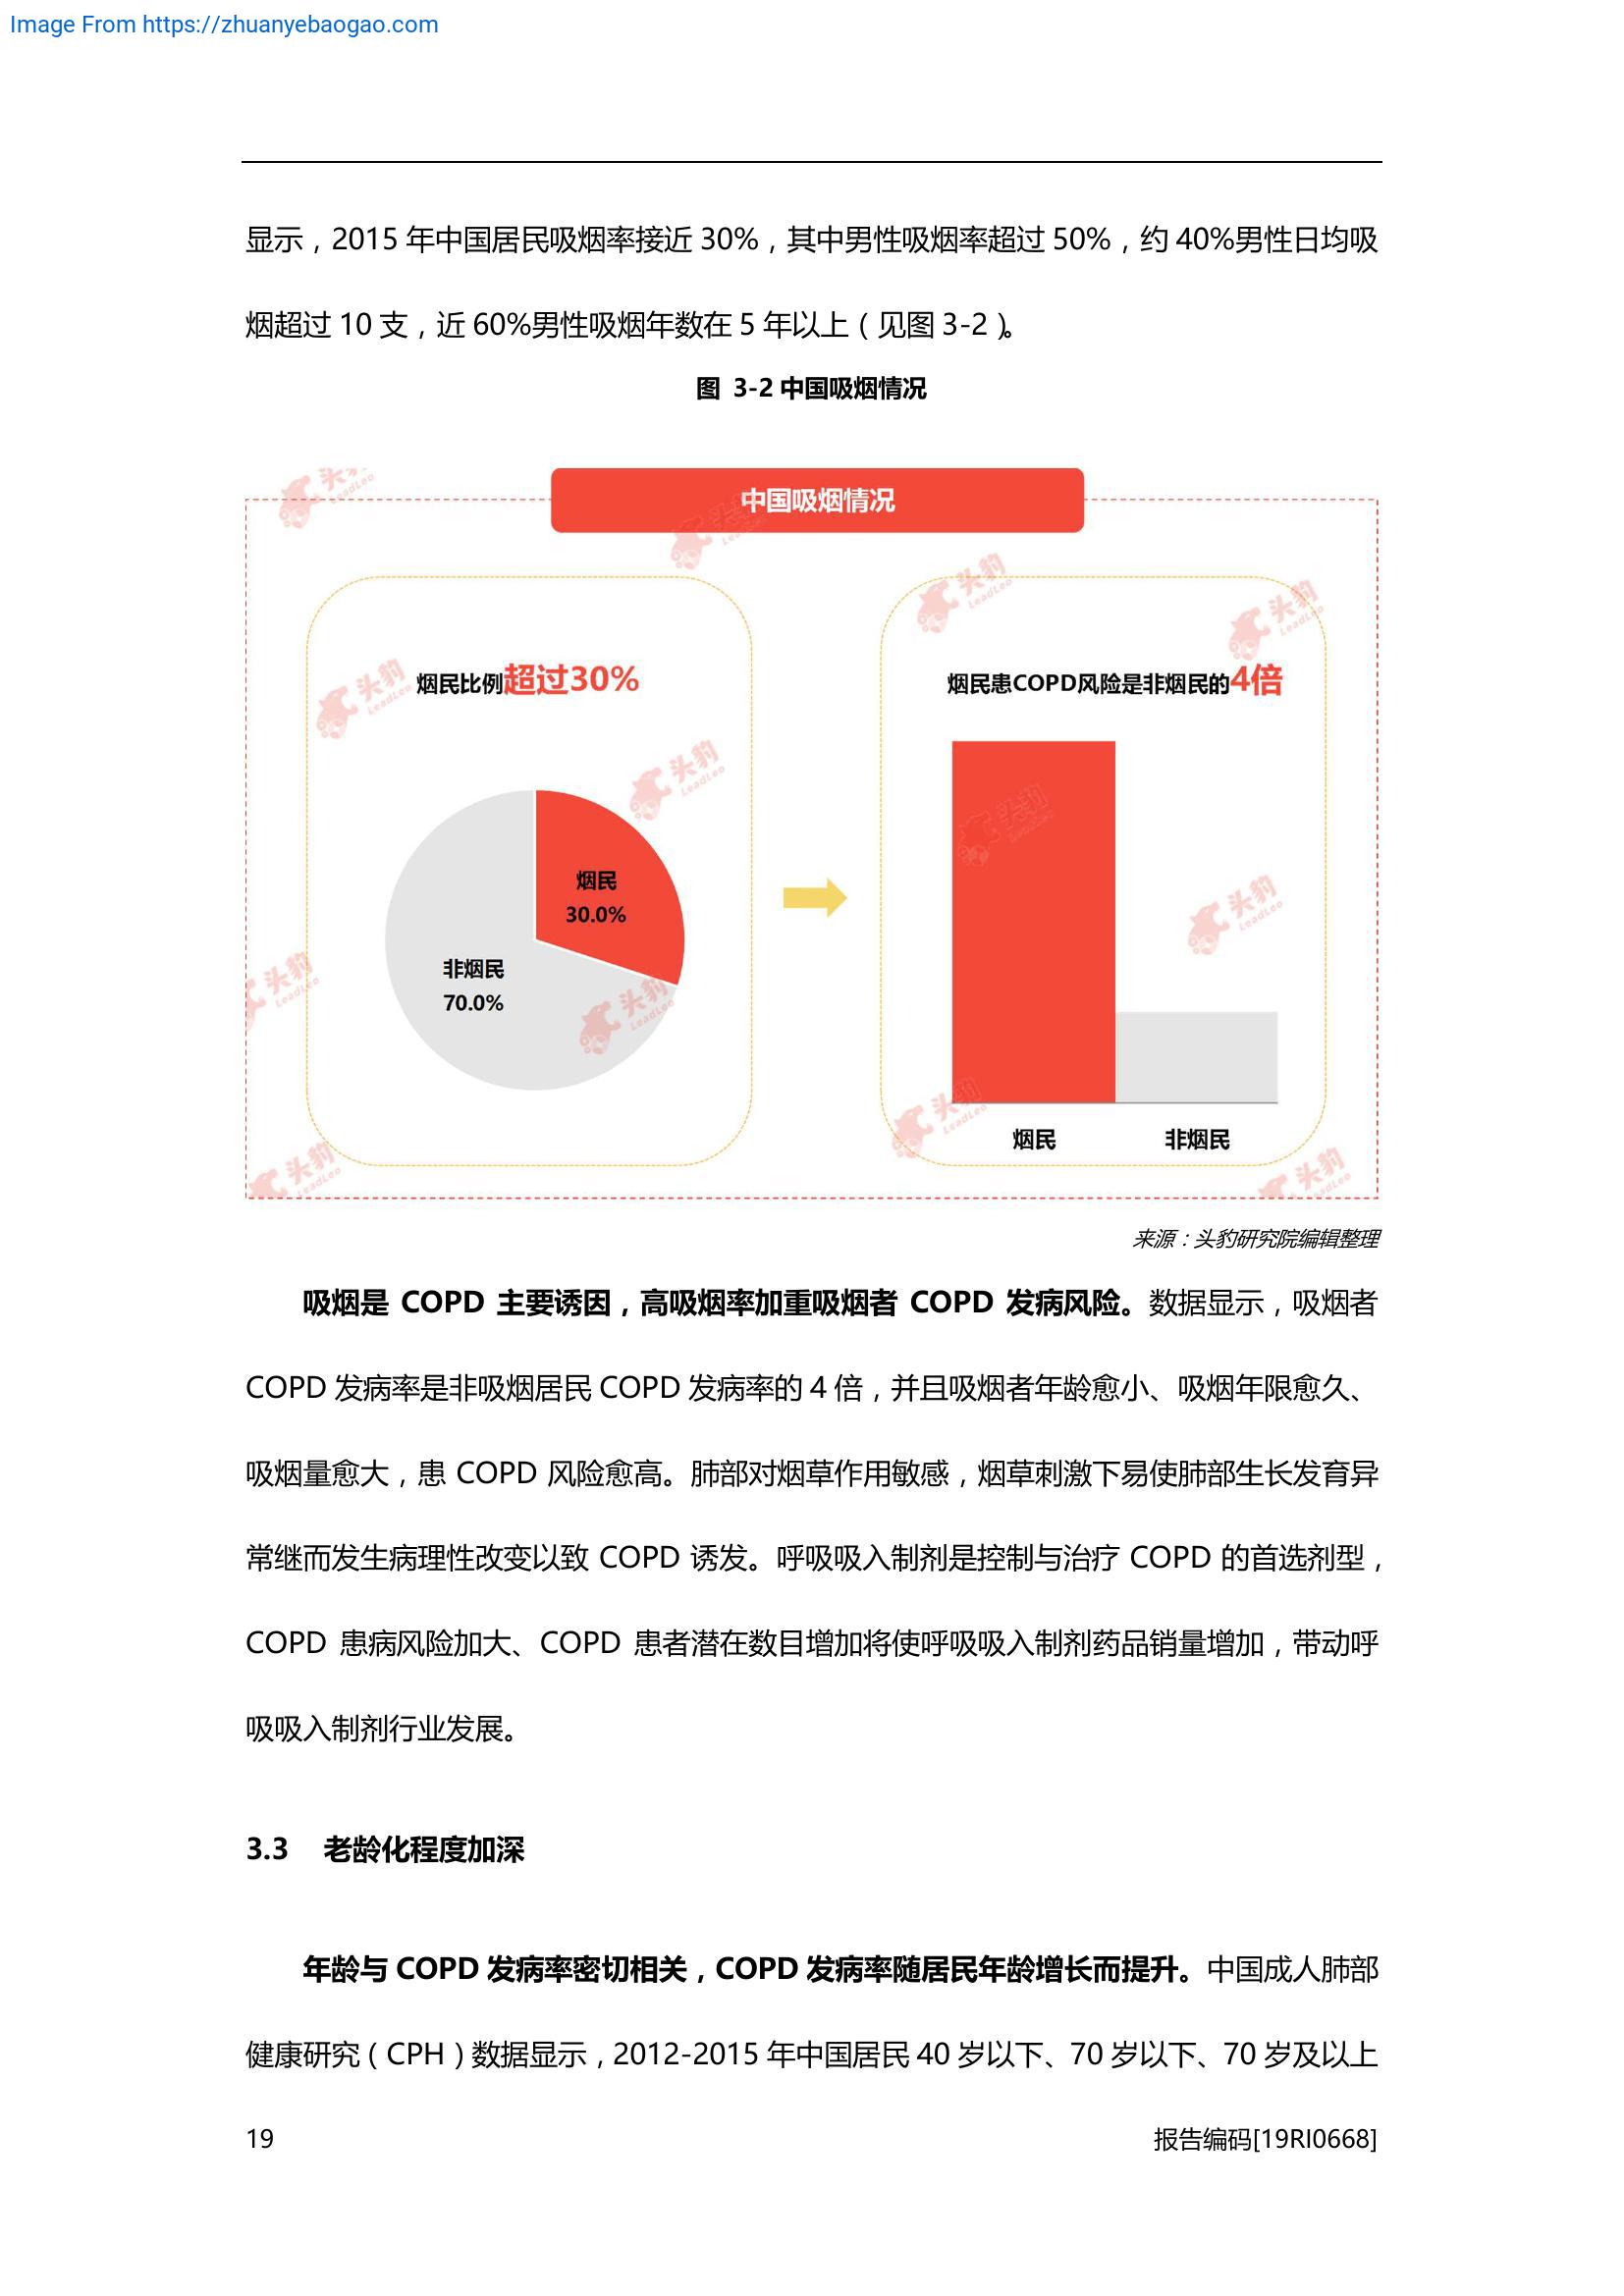 Image From https://zhuanyebaogao.com
显示，2015 年中国居民吸烟率接近 30%，其中男性吸烟率超过 50%，约 40%男性日均吸
烟超过 10 支，近 60%男性吸烟年数在 5 年以上（见图 3-2）。
图 3-2 中国吸烟情况
中国吸烟情况
烟民比例超过30%
烟民
30.0%
非烟民
70.0%
烟民患COPD风险是非烟民的4倍
烟民 非烟民
头豹
LeadLeo
来源：头豹研究院编辑整理
吸烟是 COPD 主要诱因，高吸烟率加重吸烟者 COPD 发病风险。数据显示，吸烟者
COPD 发病率是非吸烟居民 COPD 发病率的 4 倍，并且吸烟者年龄愈小、吸烟年限愈久、
吸烟量愈大，患 COPD 风险愈高。肺部对烟草作用敏感，烟草刺激下易使肺部生长发育异
常继而发生病理性改变以致 COPD 诱发。呼吸吸入制剂是控制与治疗 COPD 的首选剂型，
COPD 患病风险加大、COPD 患者潜在数目增加将使呼吸吸入制剂药品销量增加，带动呼
吸吸入制剂行业发展。
3.3 老龄化程度加深
年龄与 COPD 发病率密切相关，COPD 发病率随居民年龄增长而提升。中国成人肺部
健康研究（CPH）数据显示，2012-2015 年中国居民 40 岁以下、70 岁以下、70 岁及以上
19 报告编码[19RI0668]